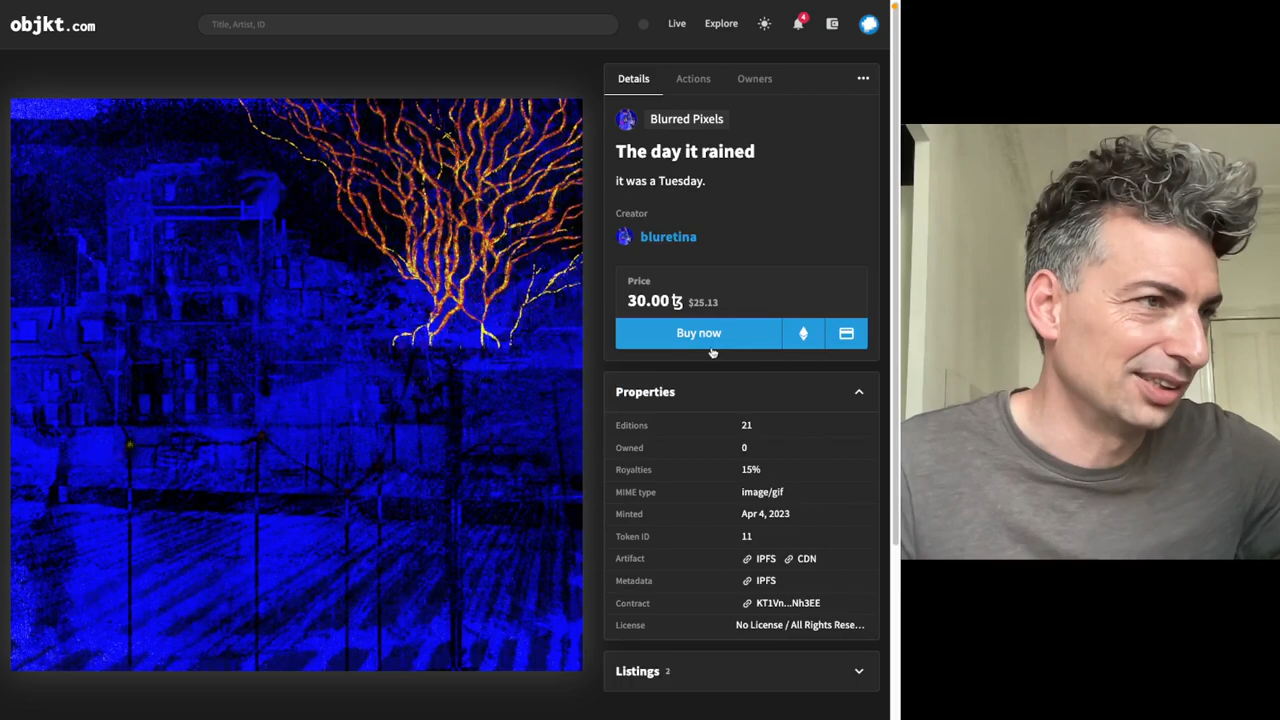 objkt.com
Title, Artist, ID
Live
Explore
4
Details
Actions
Owners
Blurred Pixels
The day it rained
it was a Tuesday.
Creator
bluretina
Price
30.00 ꜩ $25.13
Buy now
Properties
Editions 21
Owned 0
Royalties 15%
MIME type image/gif
Minted Apr 4, 2023
Token ID 11
Artifact IPFS CDN
Metadata IPFS
Contract KT1Vn...Nh3EE
License No License / All Rights Rese...
Listings 2